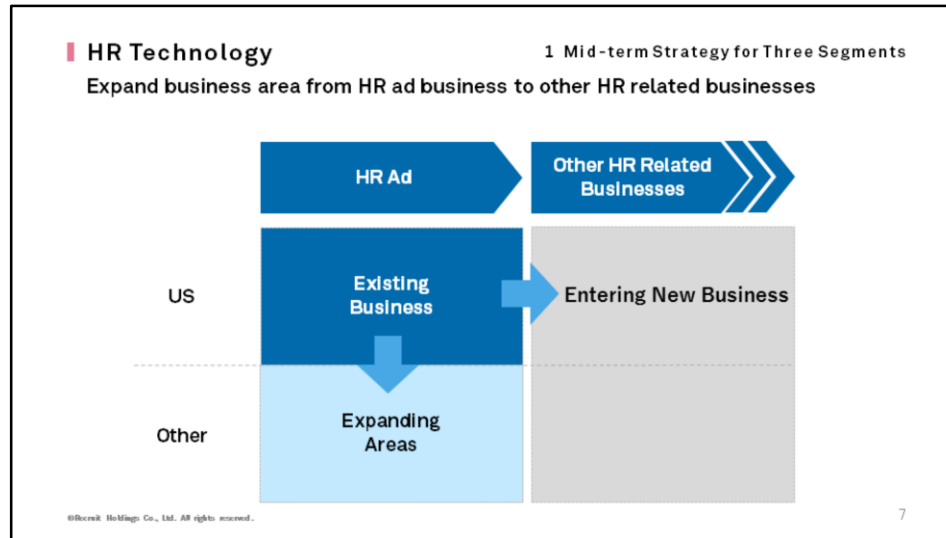 HR Technology
1 Mid-term Strategy for Three Segments
Expand business area from HR ad business to other HR related businesses
HR Ad
Other HR Related
Businesses
US
Existing
Business
Entering New Business
Other
Expanding
Areas
©Recruit Holdings Co., Ltd. All rights reserved.
7